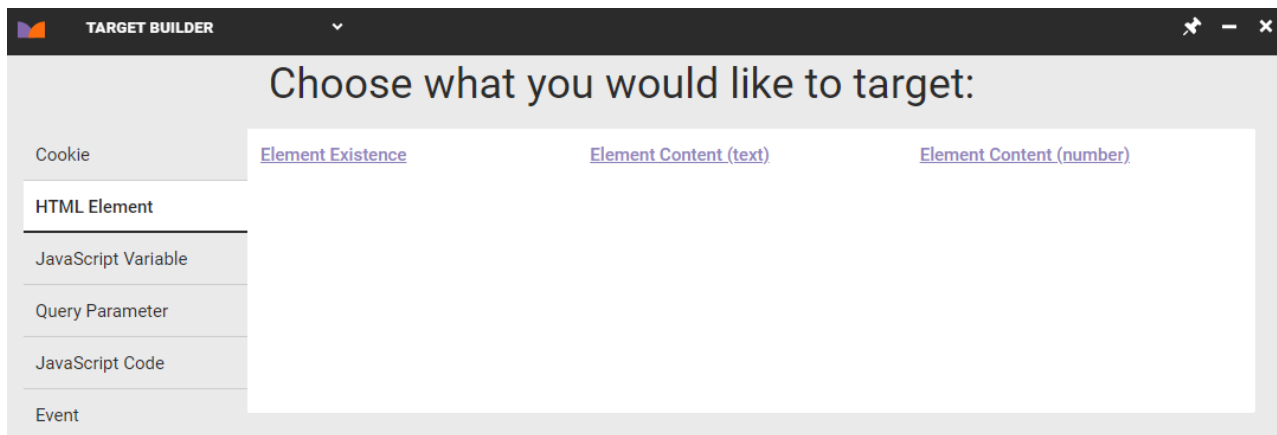 TARGET BUILDER
Choose what you would like to target:
Cookie
Element Existence Element Content (text) Element Content (number)
HTML Element
JavaScript Variable
Query Parameter
JavaScript Code
Event